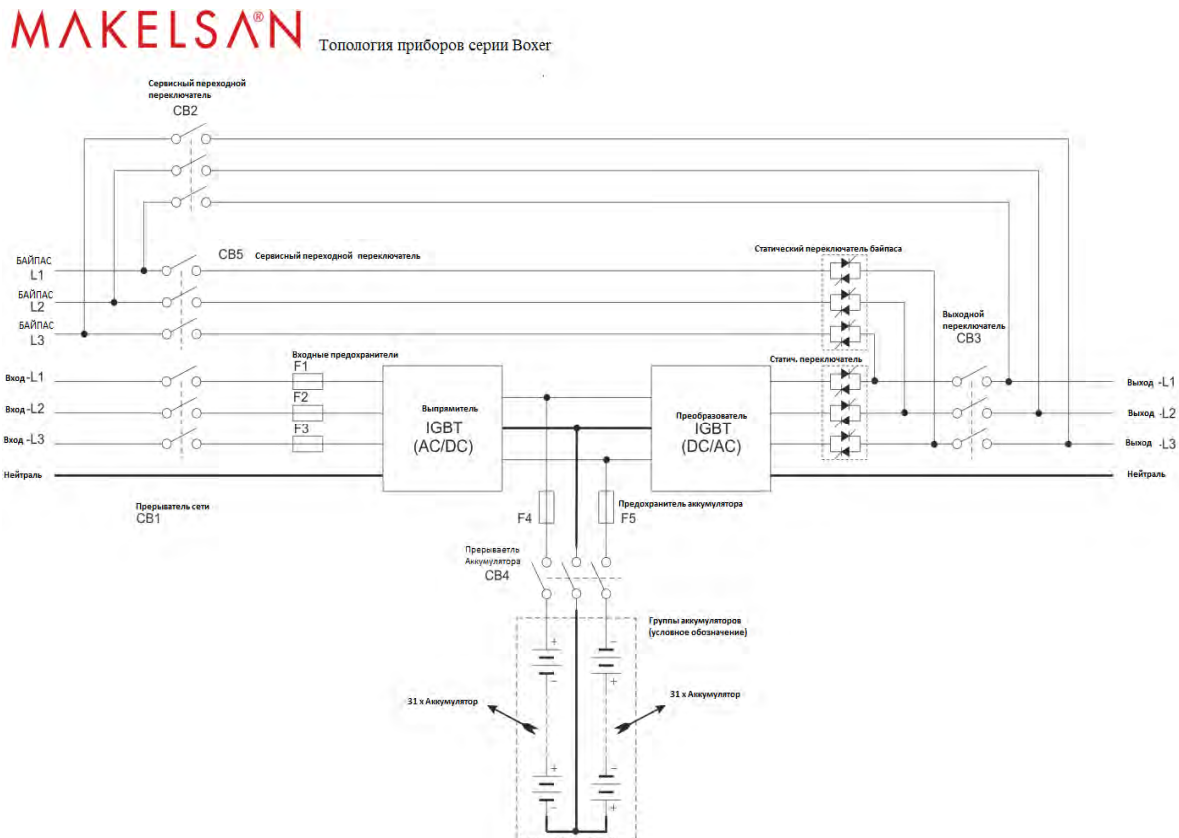 MAKELSAN®
Топология приборов серии Boxer
Сервисный переходной
переключатель
CB2
CB5 Сервисный переходной переключатель
Статический переключатель байпаса
БАЙПАС
L1
БАЙПАС
L2
БАЙПАС
L3
Выходной
переключатель
CB3
Входные предохранители
F1
F2
F3
Статич. переключатель
Вход -L1
Вход -L2
Вход -L3
Нейтраль
Выпрямитель
IGBT
(AC/DC)
Преобразователь
IGBT
(DC/AC)
Выход -L1
Выход -L2
Выход -L3
Нейтраль
Прерыватель сети
CB1
F4
F5
Предохранитель аккумулятора
Прерываетль
Аккумулятора
CB4
Группы аккумуляторов
(условное обозначение)
+
−
−
+
31 x Аккумулятор
31 x Аккумулятор
+
−
−
+